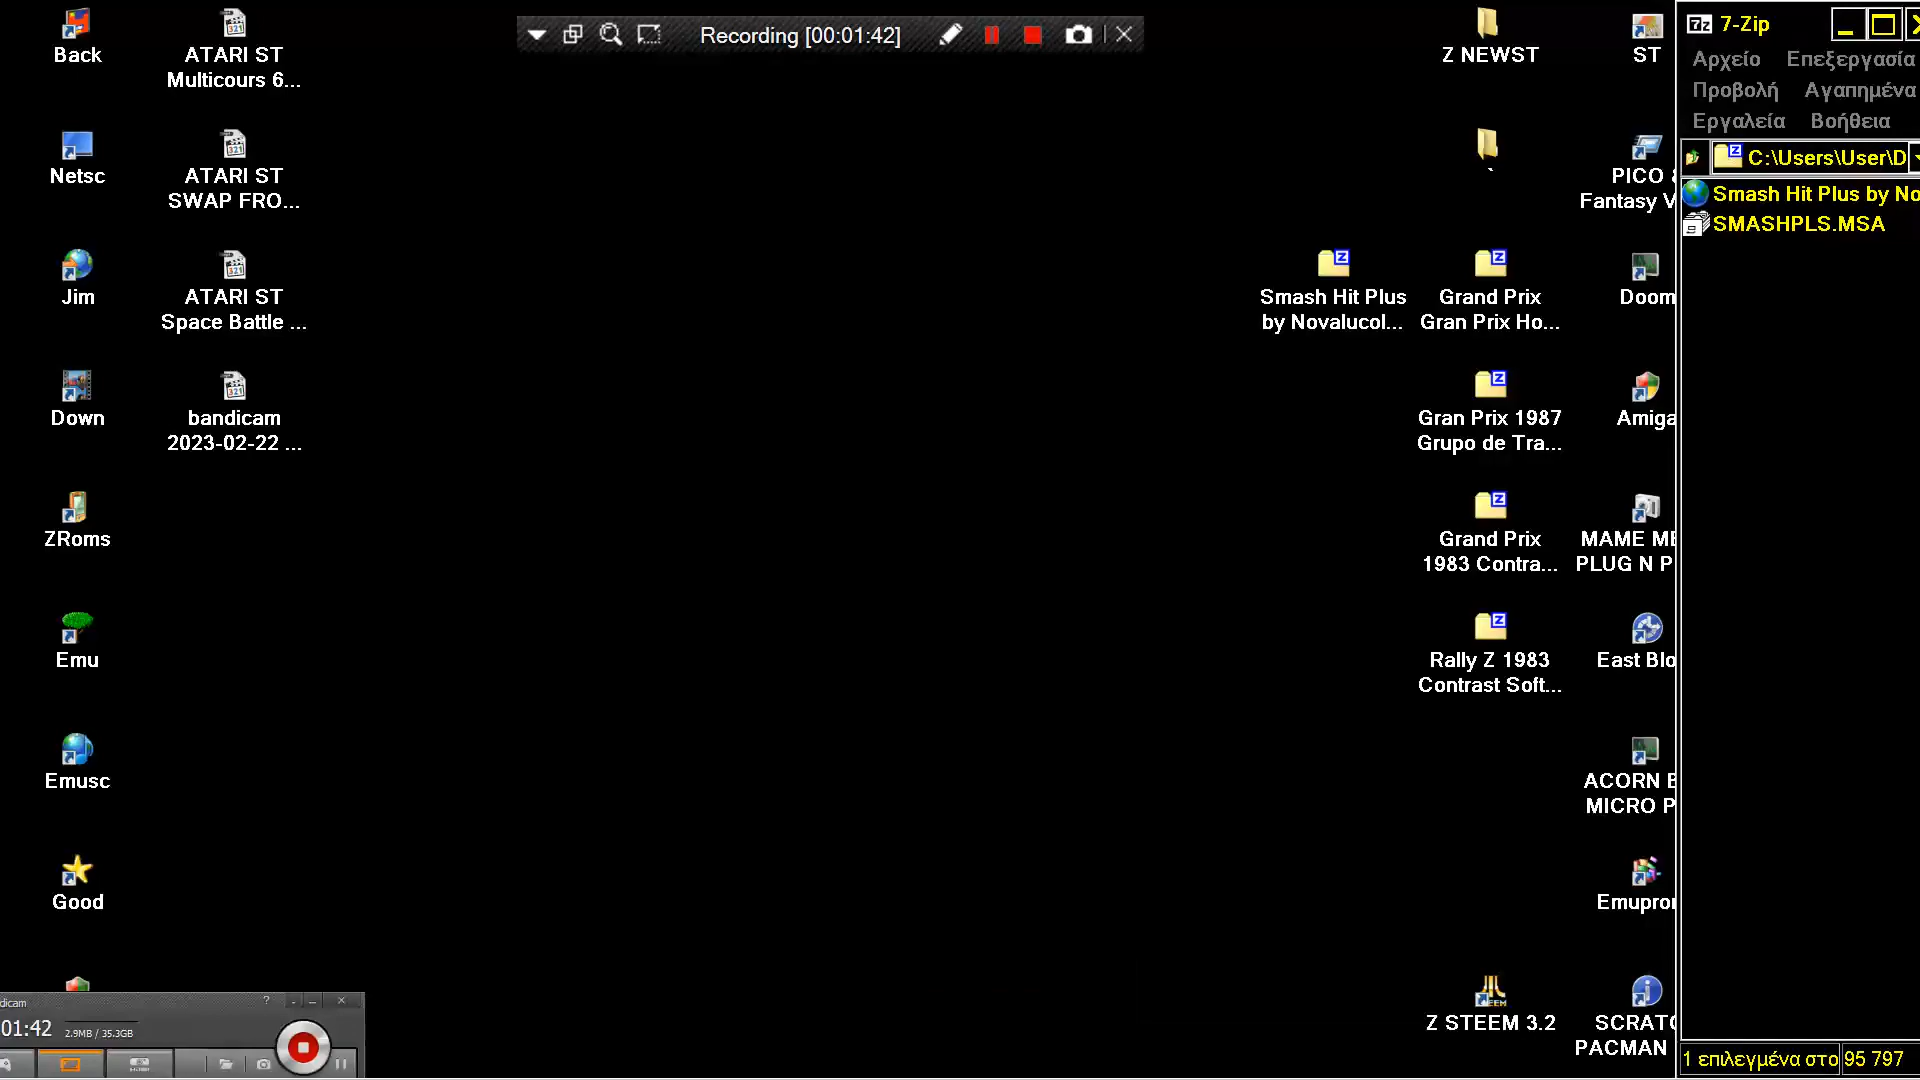 Back
ATARI ST
Multicours 6...
Recording [00:01:42]
Z NEWST
ST
7z 7-Zip
Αρχείο Επεξεργασία
Προβολή Αγαπημένα
Εργαλεία Βοήθεια
C:\Users\User\D
Smash Hit Plus by No
SMASHPLS.MSA
Netsc
ATARI ST
SWAP FRO...
`
PICO
Fantasy V
Jim
ATARI ST
Space Battle ...
Smash Hit Plus
by Novalucol...
Grand Prix
Gran Prix Ho...
Doom
Down
bandicam
2023-02-22 ...
Gran Prix 1987
Grupo de Tra...
Amiga
ZRoms
Grand Prix
1983 Contra...
MAME ME
PLUG N P
Emu
Rally Z 1983
Contrast Soft...
East Blo
Emusc
ACORN B
MICRO P
Good
Emupro
dicam
01:42 2.9MB / 35.3GB
Z STEEM 3.2
SCRATC
PACMAN
1 επιλεγμένα στο 95 797